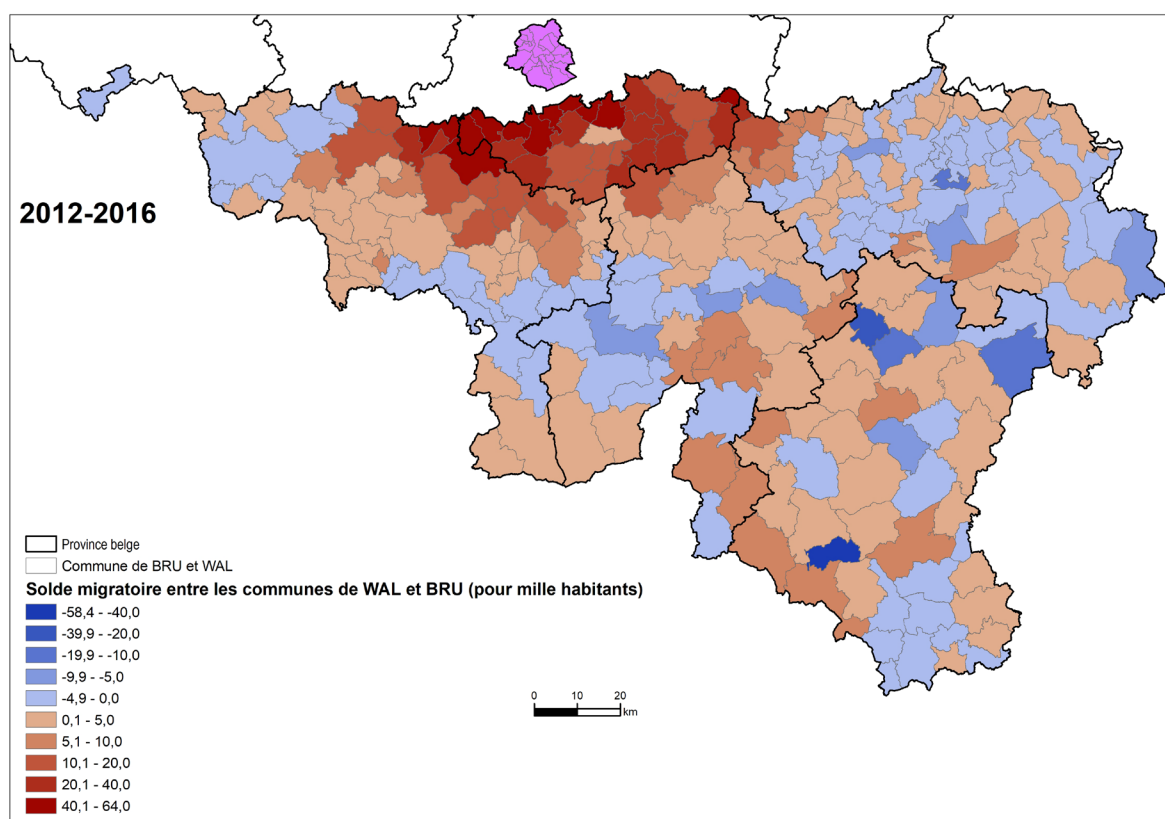 2012-2016
Province belge
Commune de BRU et WAL
Solde migratoire entre les communes de WAL et BRU (pour mille habitants)
-58,4 - -40,0
-39,9 - -20,0
-19,9 - -10,0
-9,9 - -5,0
-4,9 - 0,0
0,1 - 5,0
5,1 - 10,0
10,1 - 20,0
20,1 - 40,0
40,1 - 64,0
0 10 20
km